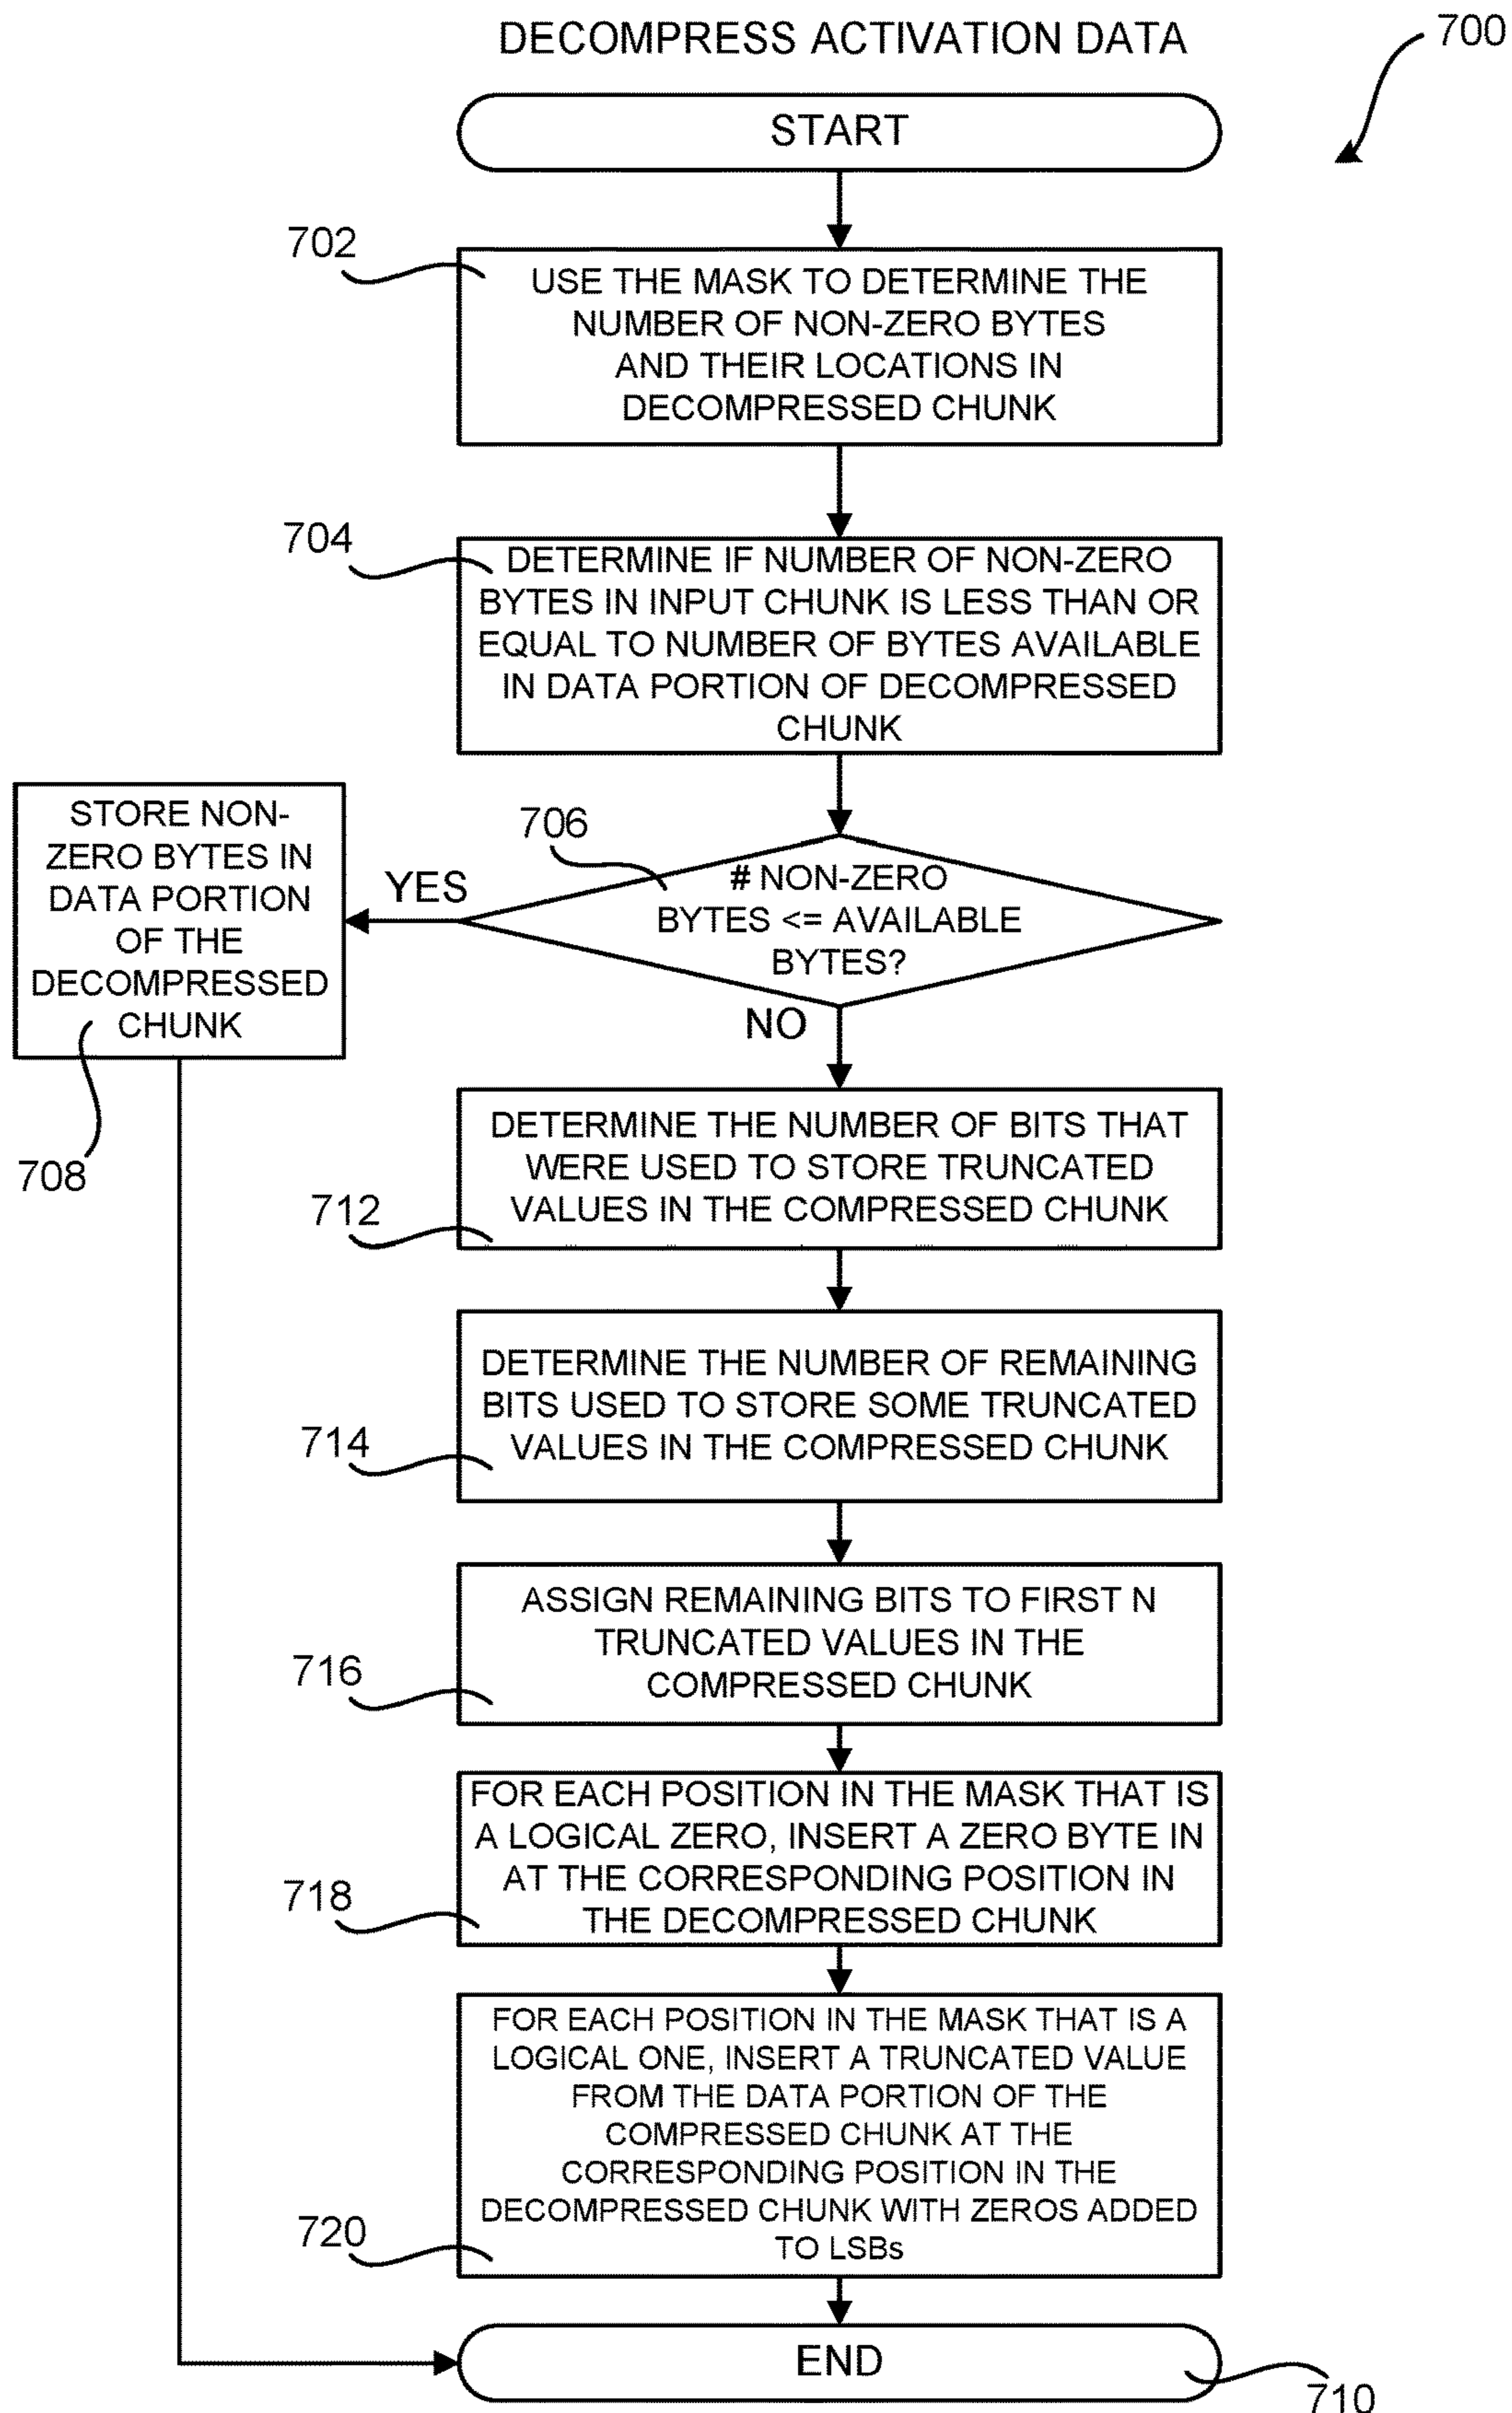 DECOMPRESS ACTIVATION DATA
700
START
702
USE THE MASK TO DETERMINE THE
NUMBER OF NON-ZERO BYTES
AND THEIR LOCATIONS IN
DECOMPRESSED CHUNK
704
DETERMINE IF NUMBER OF NON-ZERO
BYTES IN INPUT CHUNK IS LESS THAN OR
EQUAL TO NUMBER OF BYTES AVAILABLE
IN DATA PORTION OF DECOMPRESSED
CHUNK
706
# NON-ZERO
BYTES <= AVAILABLE
BYTES?
YES
STORE NON-
ZERO BYTES IN
DATA PORTION
OF THE
DECOMPRESSED
CHUNK
708
NO
DETERMINE THE NUMBER OF BITS THAT
WERE USED TO STORE TRUNCATED
VALUES IN THE COMPRESSED CHUNK
712
DETERMINE THE NUMBER OF REMAINING
BITS USED TO STORE SOME TRUNCATED
VALUES IN THE COMPRESSED CHUNK
714
ASSIGN REMAINING BITS TO FIRST N
TRUNCATED VALUES IN THE
COMPRESSED CHUNK
716
FOR EACH POSITION IN THE MASK THAT IS
A LOGICAL ZERO, INSERT A ZERO BYTE IN
AT THE CORRESPONDING POSITION IN
THE DECOMPRESSED CHUNK
718
FOR EACH POSITION IN THE MASK THAT IS A
LOGICAL ONE, INSERT A TRUNCATED VALUE
FROM THE DATA PORTION OF THE
COMPRESSED CHUNK AT THE
CORRESPONDING POSITION IN THE
DECOMPRESSED CHUNK WITH ZEROS ADDED
TO LSBs
720
END
710